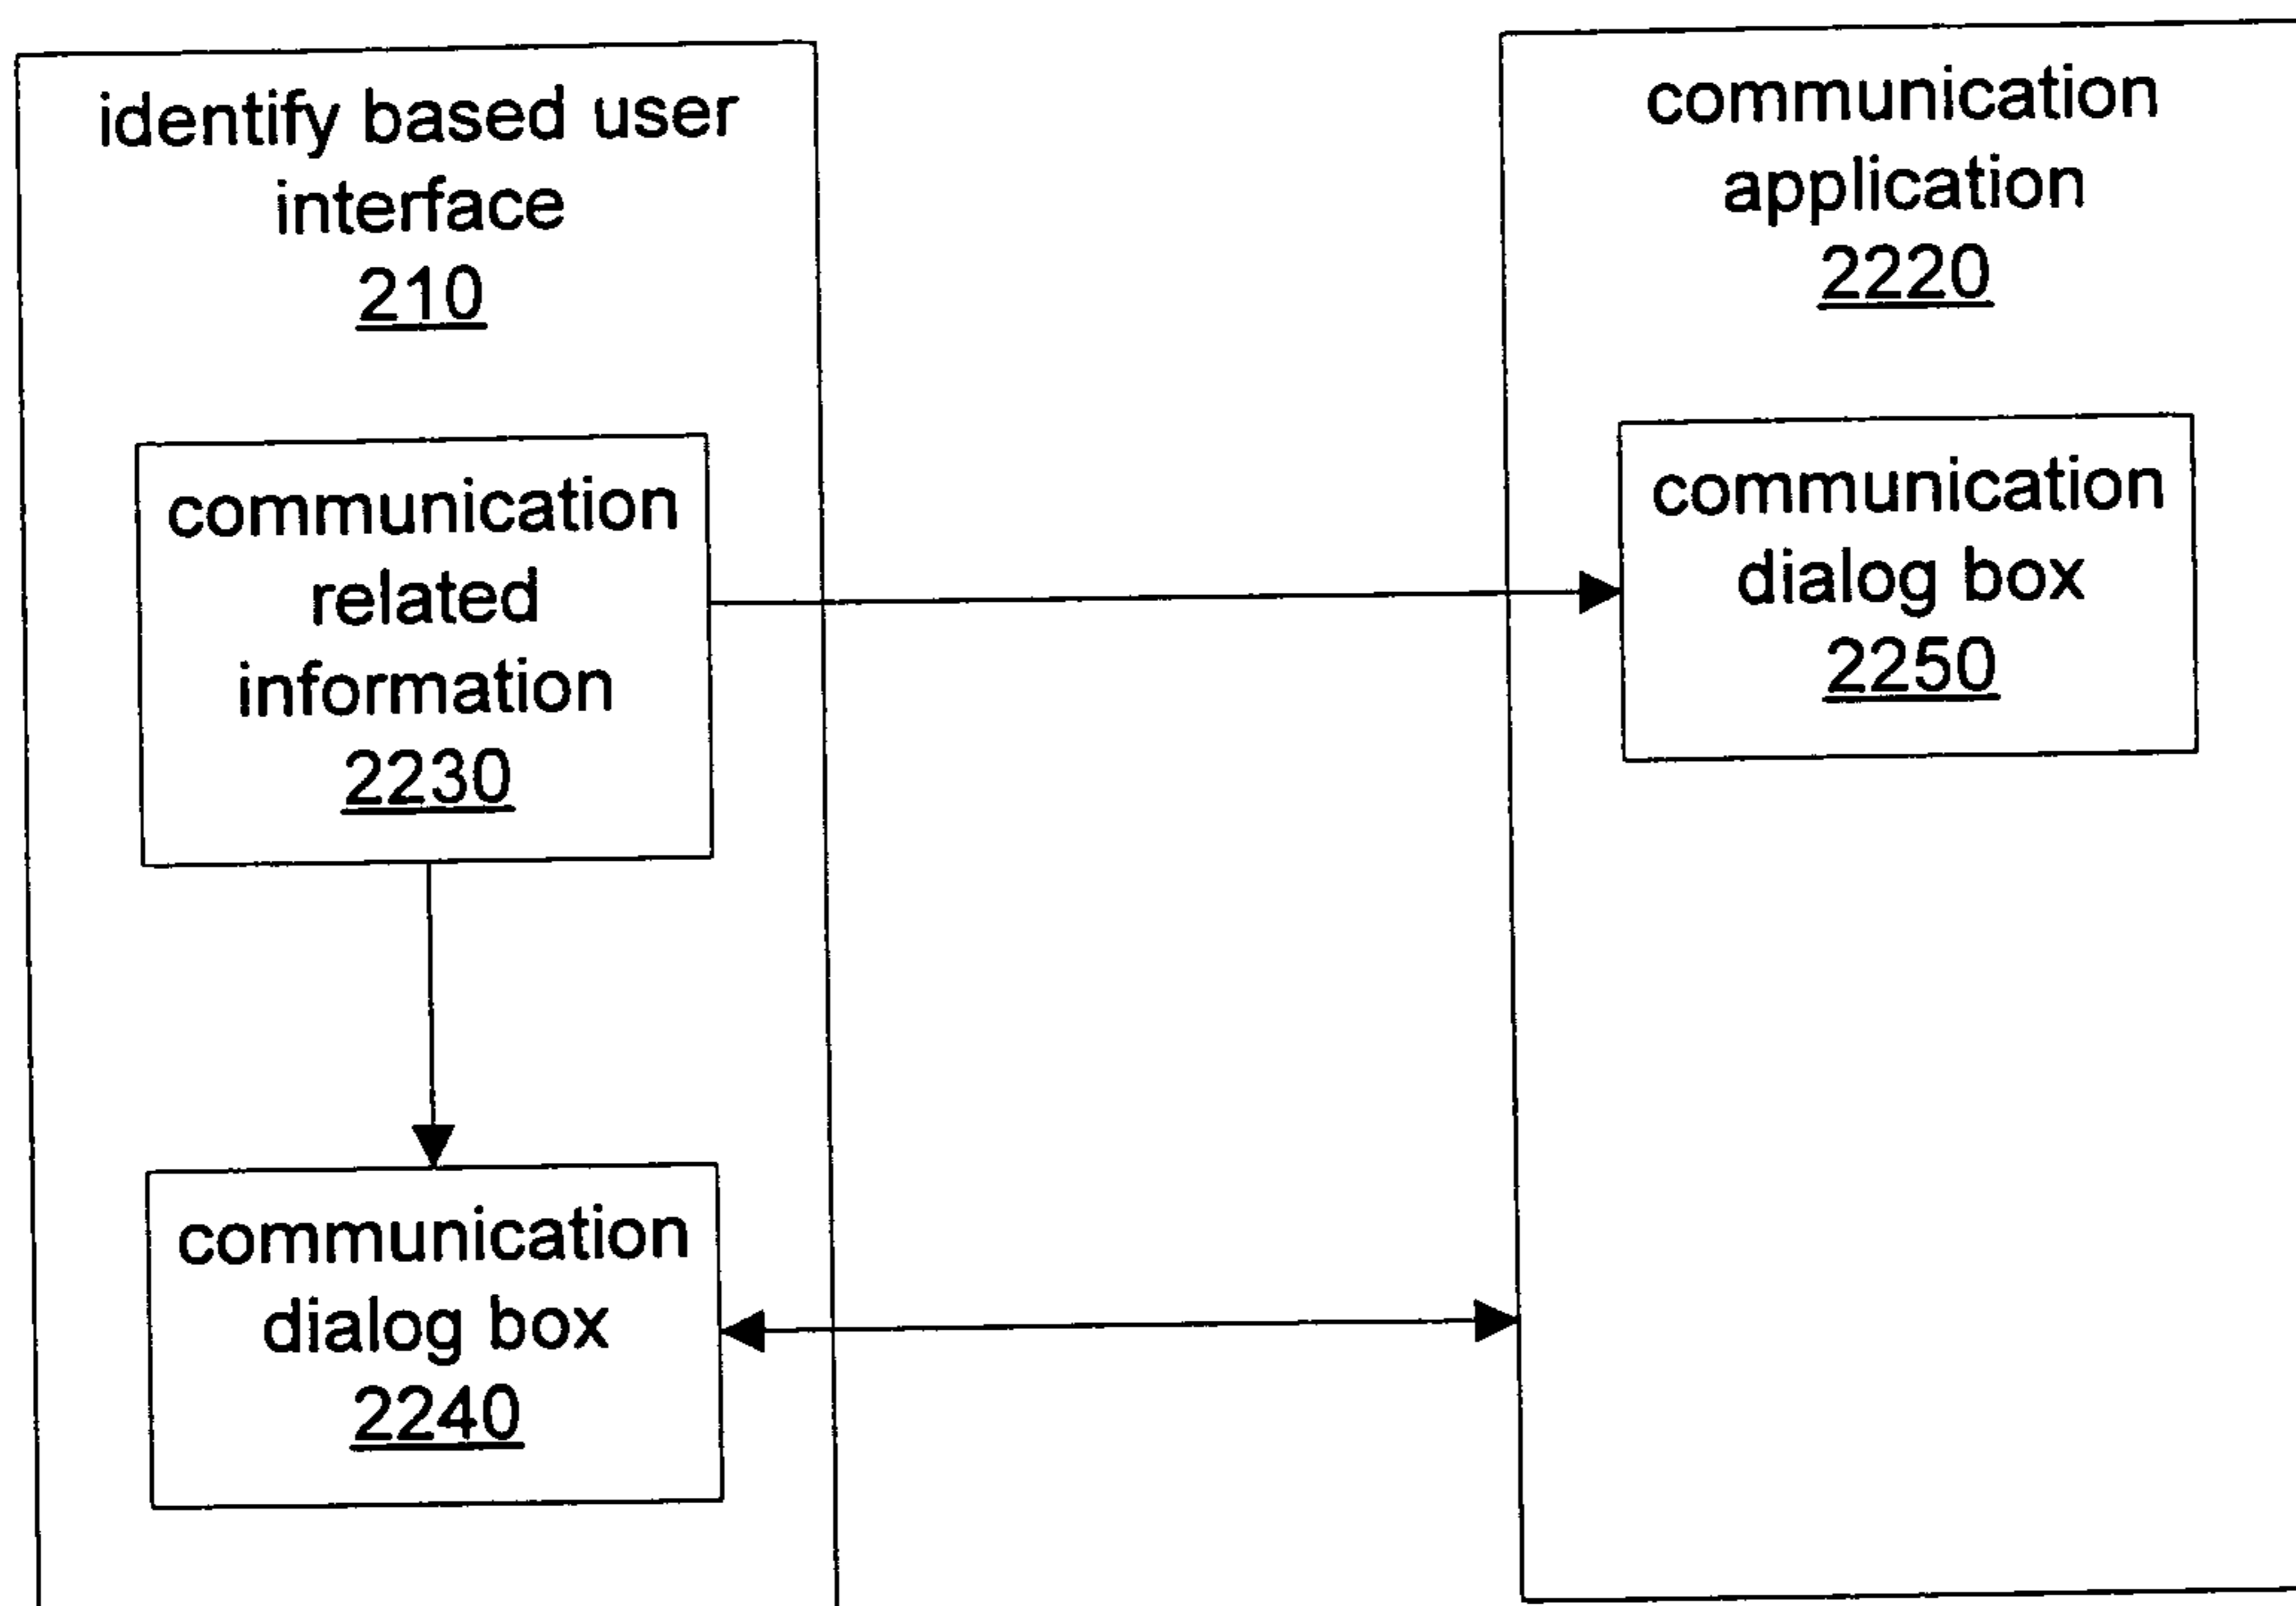 identify based user
interface
210
communication
related
information
2230
communication
dialog box
2240
communication
application
2220
communication
dialog box
2250